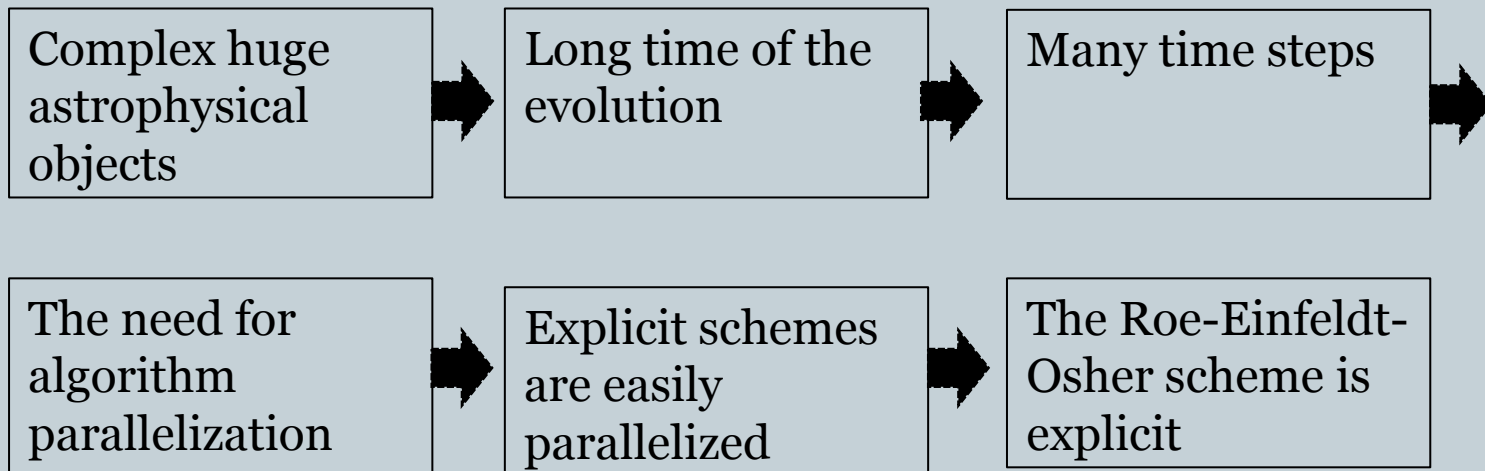 Complex huge
astrophysical
objects
Long time of the
evolution
Many time steps
The need for
algorithm
parallelization
Explicit schemes
are easily
parallelized
The Roe-Einfeldt-
Osher scheme is
explicit